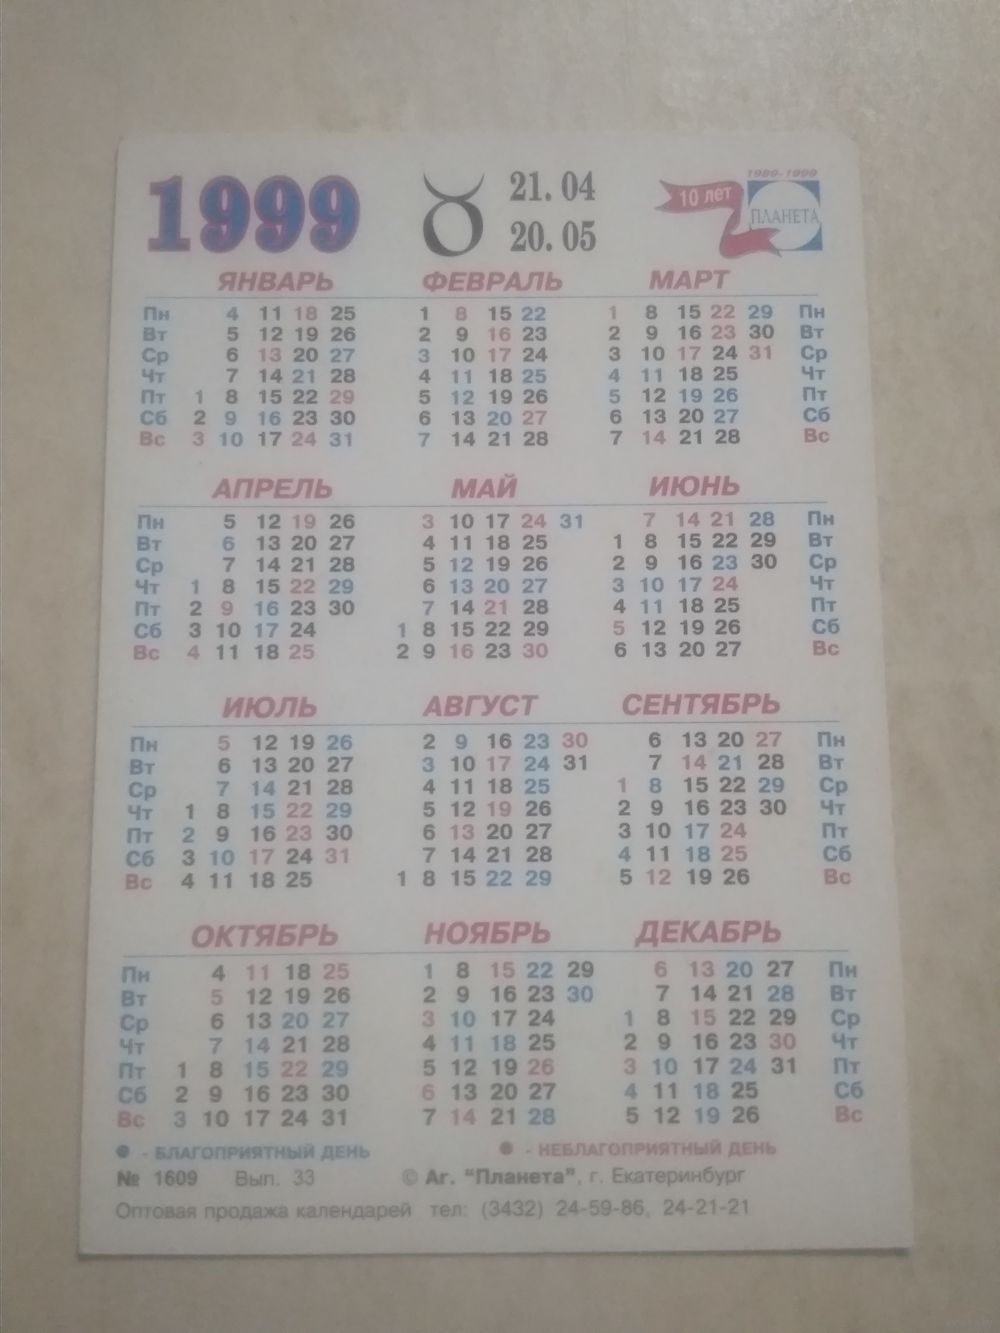 1999 21.04 10 лет 1989-1999
20.05 ПЛАНЕТА
ЯНВАРЬ ФЕВРАЛЬ МАРТ
Пн 4 11 18 25 1 8 15 22 1 8 15 22 29 Пн
Вт 5 12 19 26 2 9 16 23 2 9 16 23 30 Вт
Ср 6 13 20 27 3 10 17 24 3 10 17 24 31 Ср
Чт 7 14 21 28 4 11 18 25 4 11 18 25 Чт
Пт 1 8 15 22 29 5 12 19 26 5 12 19 26 Пт
Сб 2 9 16 23 30 6 13 20 27 6 13 20 27 Сб
Вс 3 10 17 24 31 7 14 21 28 7 14 21 28 Вс
АПРЕЛЬ МАЙ ИЮНЬ
Пн 5 12 19 26 3 10 17 24 31 7 14 21 28 Пн
Вт 6 13 20 27 4 11 18 25 1 8 15 22 29 Вт
Ср 7 14 21 28 5 12 19 26 2 9 16 23 30 Ср
Чт 1 8 15 22 29 6 13 20 27 3 10 17 24 Чт
Пт 2 9 16 23 30 7 14 21 28 4 11 18 25 Пт
Сб 3 10 17 24 1 8 15 22 29 5 12 19 26 Сб
Вс 4 11 18 25 2 9 16 23 30 6 13 20 27 Вс
ИЮЛЬ АВГУСТ СЕНТЯБРЬ
Пн 5 12 19 26 2 9 16 23 30 6 13 20 27 Пн
Вт 6 13 20 27 3 10 17 24 31 7 14 21 28 Вт
Ср 7 14 21 28 4 11 18 25 1 8 15 22 29 Ср
Чт 1 8 15 22 29 5 12 19 26 2 9 16 23 30 Чт
Пт 2 9 16 23 30 6 13 20 27 3 10 17 24 Пт
Сб 3 10 17 24 31 7 14 21 28 4 11 18 25 Сб
Вс 4 11 18 25 1 8 15 22 29 5 12 19 26 Вс
ОКТЯБРЬ НОЯБРЬ ДЕКАБРЬ
Пн 4 11 18 25 1 8 15 22 29 6 13 20 27 Пн
Вт 5 12 19 26 2 9 16 23 30 7 14 21 28 Вт
Ср 6 13 20 27 3 10 17 24 1 8 15 22 29 Ср
Чт 7 14 21 28 4 11 18 25 2 9 16 23 30 Чт
Пт 1 8 15 22 29 5 12 19 26 3 10 17 24 31 Пт
Сб 2 9 16 23 30 6 13 20 27 4 11 18 25 Сб
Вс 3 10 17 24 31 7 14 21 28 5 12 19 26 Вс
● - БЛАГОПРИЯТНЫЙ ДЕНЬ ● - НЕБЛАГОПРИЯТНЫЙ ДЕНЬ
№ 1609 Вып. 33 © Аг. "Планета", г. Екатеринбург
Оптовая продажа календарей тел: (3432) 24-59-86, 24-21-21